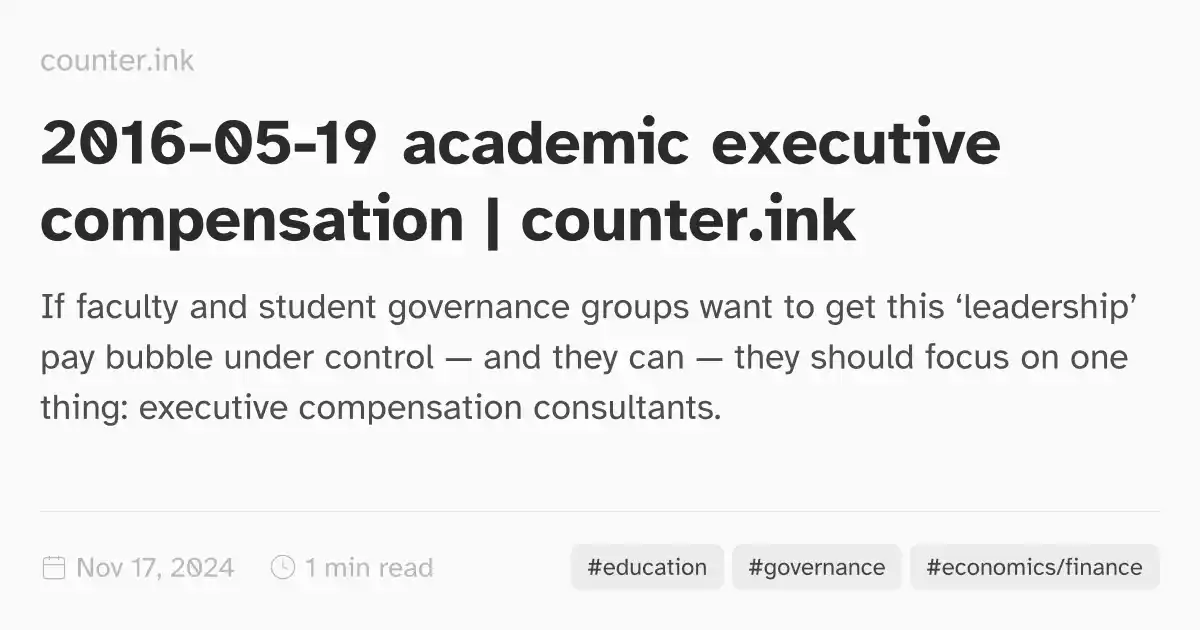 counter.ink
2016-05-19 academic executive
compensation | counter.ink
If faculty and student governance groups want to get this ‘leadership’
pay bubble under control — and they can — they should focus on one
thing: executive compensation consultants.
Nov 17, 2024 1 min read #education #governance #economics/finance